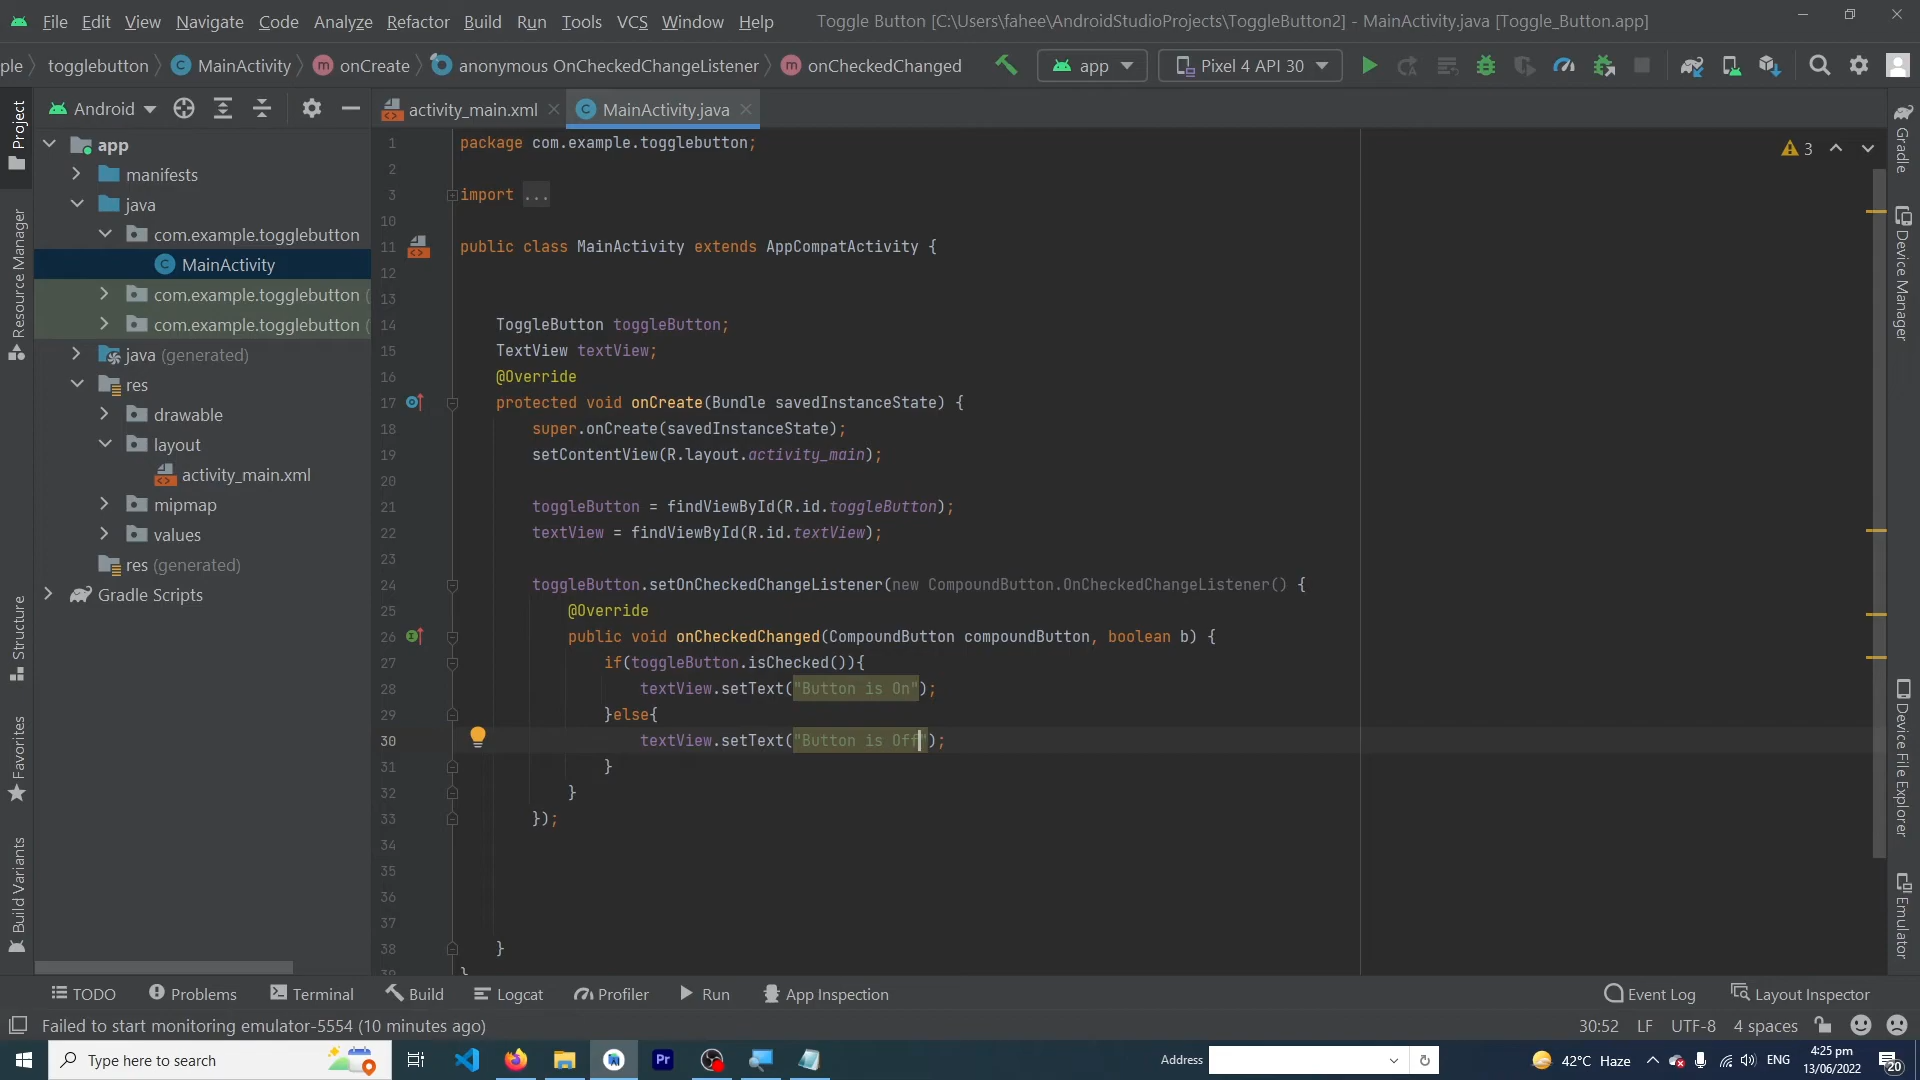 File Edit View Navigate Code Analyze Refactor Build Run Tools VCS Window Help Toggle Button [C:\Users\fahee\AndroidStudioProjects\ToggleButton2] - MainActivity.java [Toggle_Button.app]
ple togglebutton MainActivity onCreate anonymous OnCheckedChangeListener onCheckedChanged app Pixel 4 API 30
Android activity_main.xml MainActivity.java
Project
Resource Manager
Structure
Favorites
Build Variants
app
manifests
java
com.example.togglebutton
MainActivity
com.example.togglebutton (
com.example.togglebutton (
java (generated)
res
drawable
layout
activity_main.xml
mipmap
values
res (generated)
Gradle Scripts
3
1 package com.example.togglebutton;
2
3 import ...
10
11 public class MainActivity extends AppCompatActivity {
12
13
14 ToggleButton toggleButton;
15 TextView textView;
16 @Override
17 protected void onCreate(Bundle savedInstanceState) {
18 super.onCreate(savedInstanceState);
19 setContentView(R.layout.activity_main);
20
21 toggleButton = findViewById(R.id.toggleButton);
22 textView = findViewById(R.id.textView);
23
24 toggleButton.setOnCheckedChangeListener(new CompoundButton.OnCheckedChangeListener() {
25 @Override
26 public void onCheckedChanged(CompoundButton compoundButton, boolean b) {
27 if(toggleButton.isChecked()){
28 textView.setText("Button is On");
29 }else{
30 textView.setText("Button is Off");
31 }
32 }
33 });
34
35
36
37
38 }
39 }
Gradle
Device Manager
Device File Explorer
Emulator
TODO Problems Terminal Build Logcat Profiler Run App Inspection Event Log Layout Inspector
Failed to start monitoring emulator-5554 (10 minutes ago) 30:52 LF UTF-8 4 spaces
Type here to search Pr Address 42°C Haze ENG 4:25 pm
13/06/2022 20